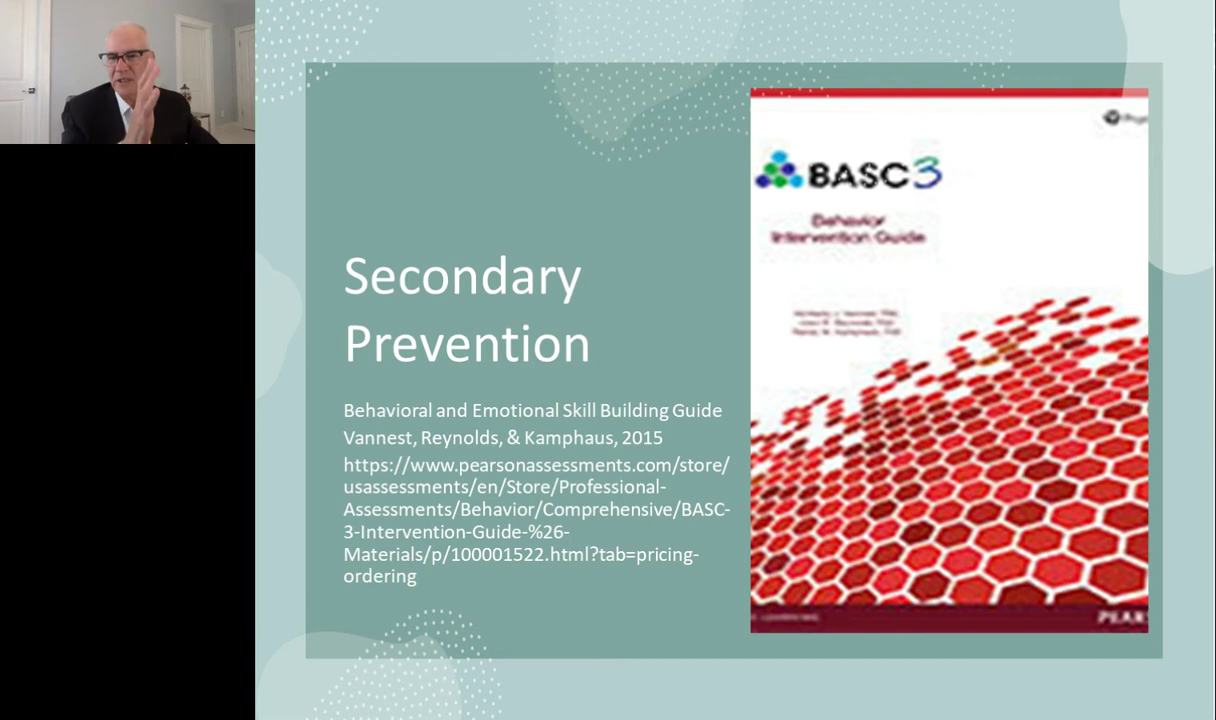 Secondary
Prevention
Behavioral and Emotional Skill Building Guide
Vannest, Reynolds, & Kamphaus, 2015
https://www.pearsonassessments.com/store/
usassessments/en/Store/Professional-
Assessments/Behavior/Comprehensive/BASC-
3-Intervention-Guide-%26-
Materials/p/100001522.html?tab=pricing-
ordering
BASC3
Behavior
Intervention Guide